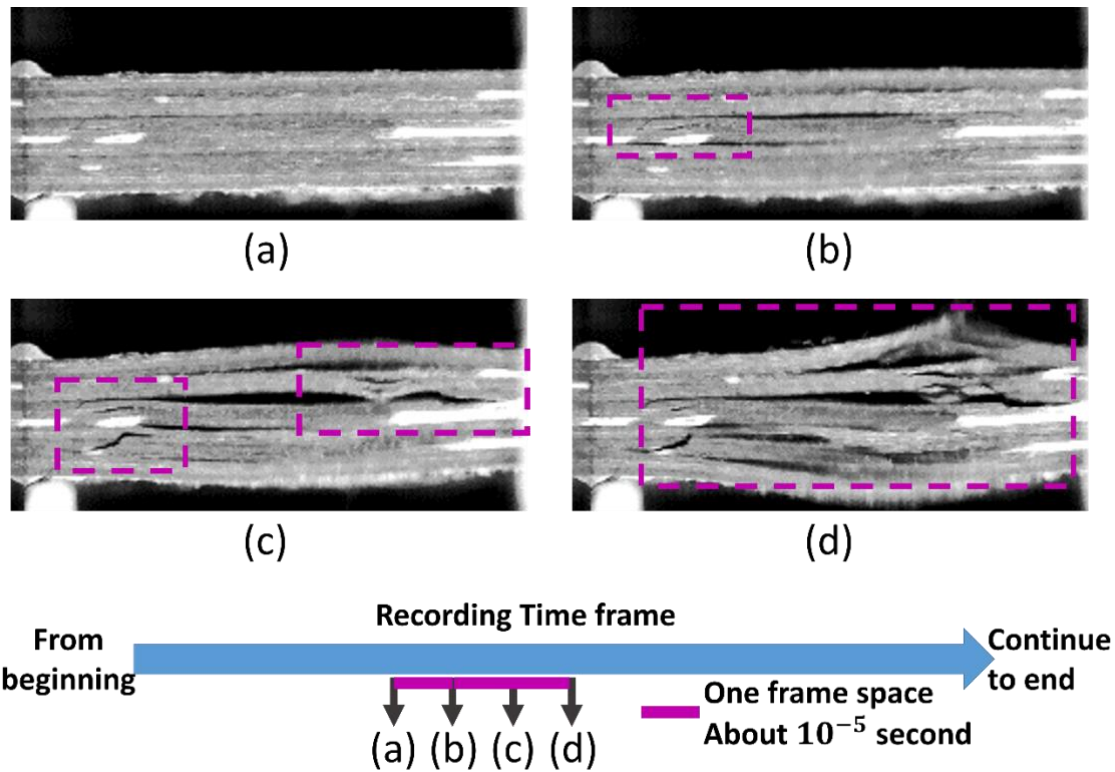 (a)
(b)
(c)
(d)
Recording Time frame
From
beginning
Continue
to end
(a) (b) (c) (d)
One frame space
About 10⁻⁵ second